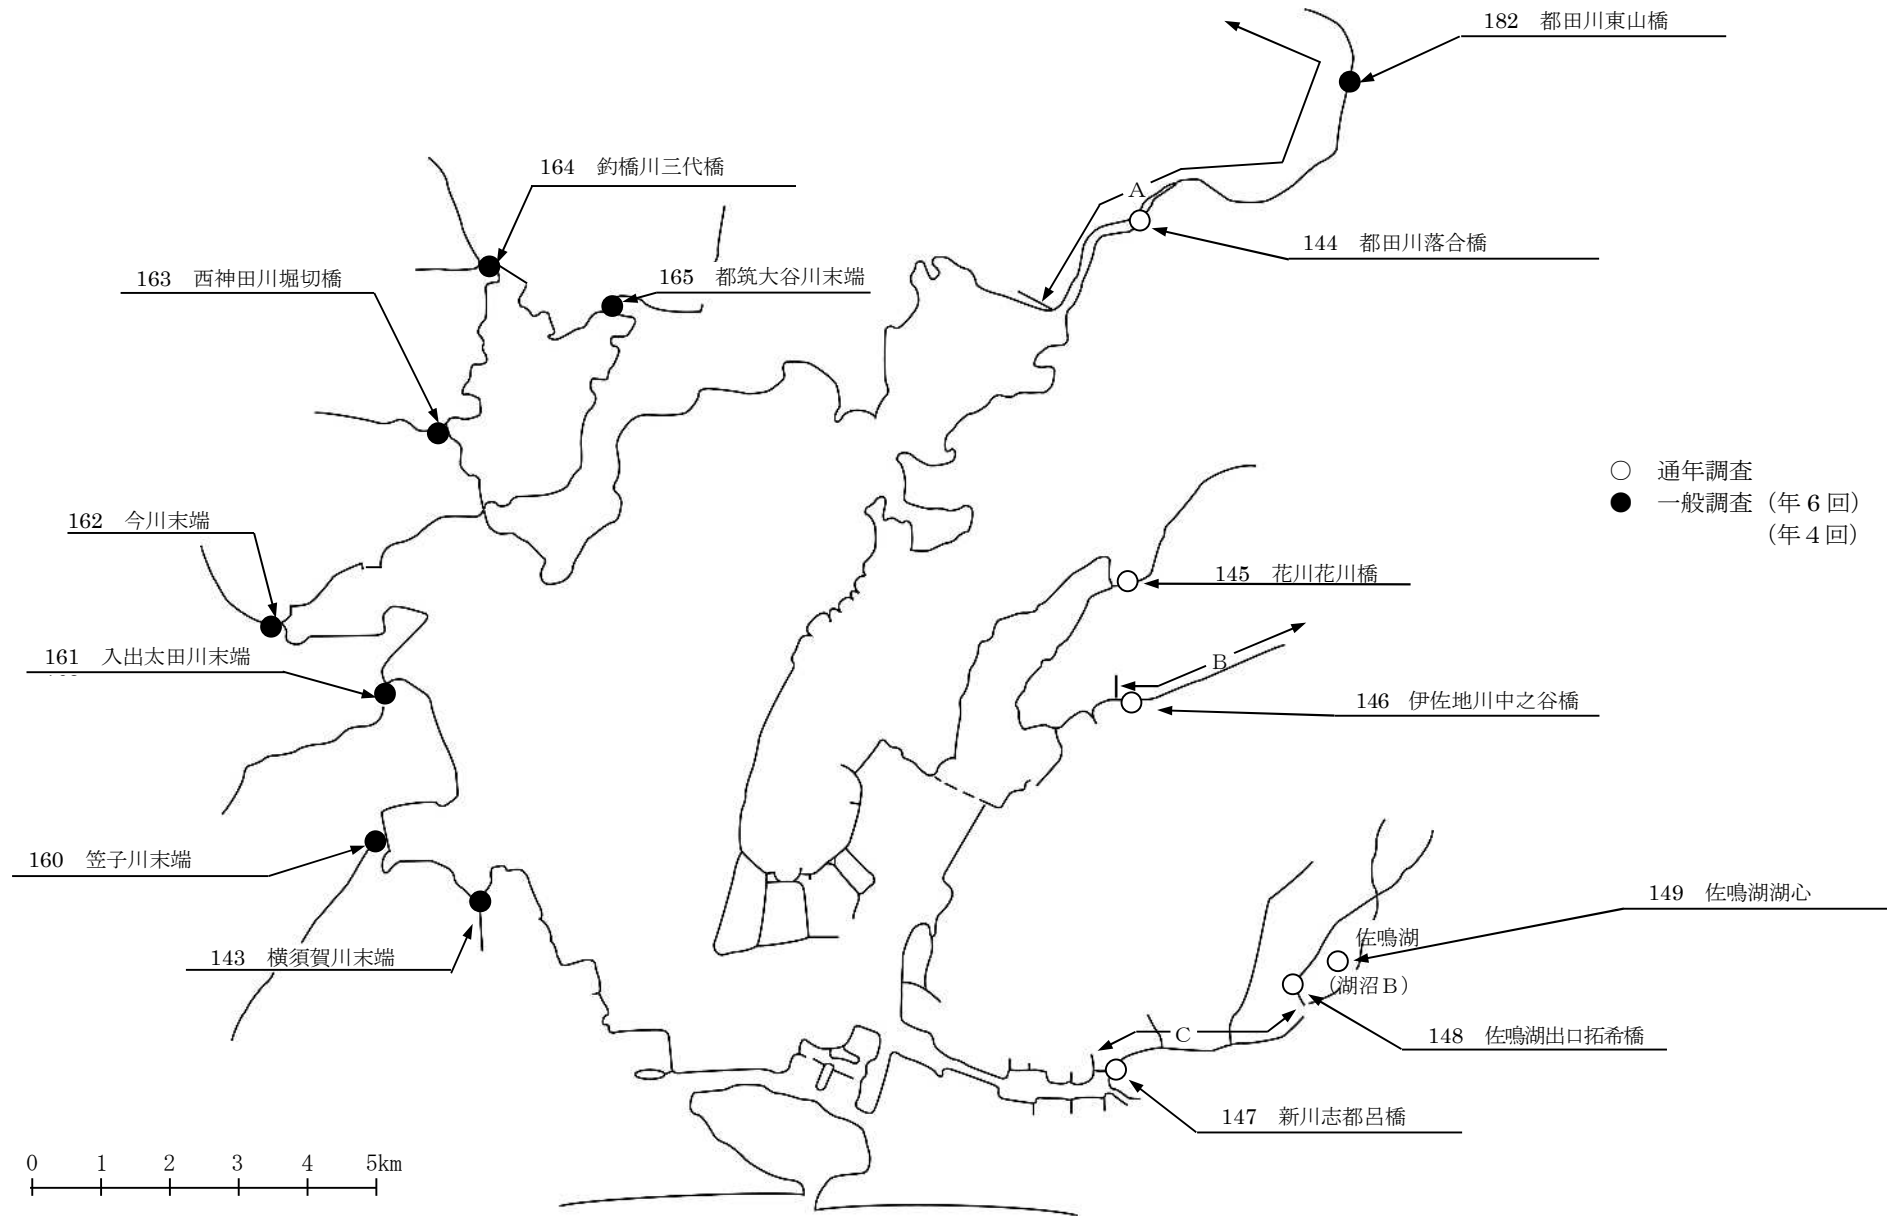 182 都田川東山橋
164 釣橋川三代橋
A
144 都田川落合橋
163 西神田川堀切橋
165 都筑大谷川末端
○ 通年調査
● 一般調査（年６回）
（年４回）
162 今川末端
145 花川花川橋
161 入出太田川末端
B
146 伊佐地川中之谷橋
160 笠子川末端
149 佐鳴湖湖心
佐鳴湖
（湖沼Ｂ）
143 横須賀川末端
C
148 佐鳴湖出口拓希橋
147 新川志都呂橋
0 1 2 3 4 5km